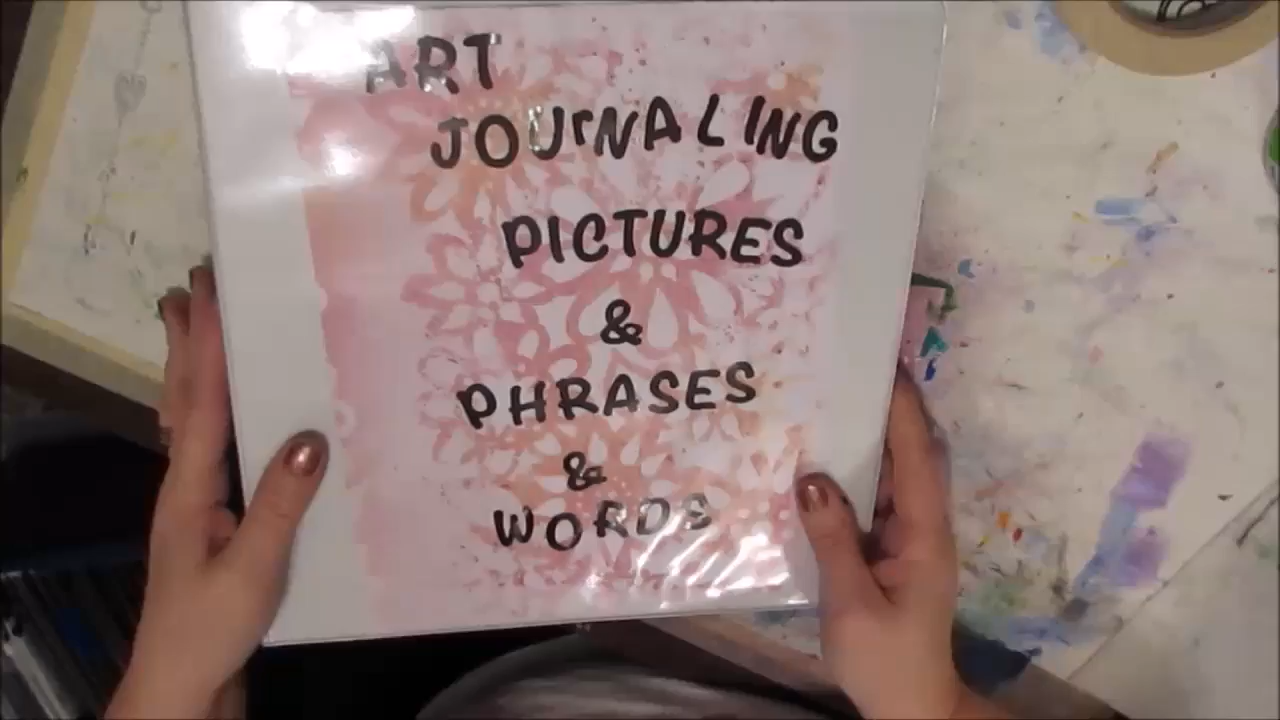 ART
JOUrNALING
PICTURES
&
PHRASES
&
WORDS